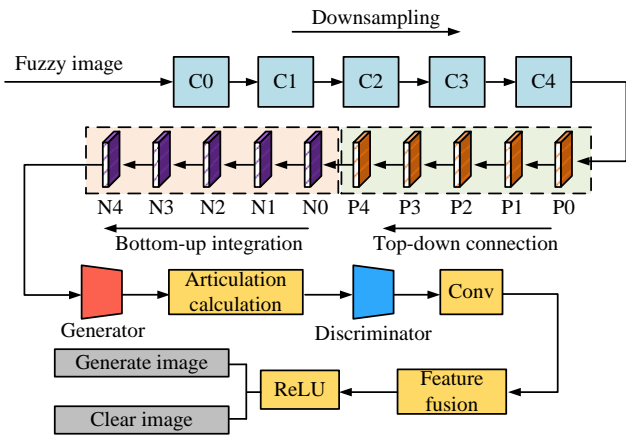 Downsampling
Fuzzy image
C0 C1 C2 C3 C4
N4 N3 N2 N1 N0 P4 P3 P2 P1 P0
Bottom-up integration Top-down connection
Articulation
calculation
Conv
Generator
Discriminator
Generate image
ReLU
Feature
fusion
Clear image